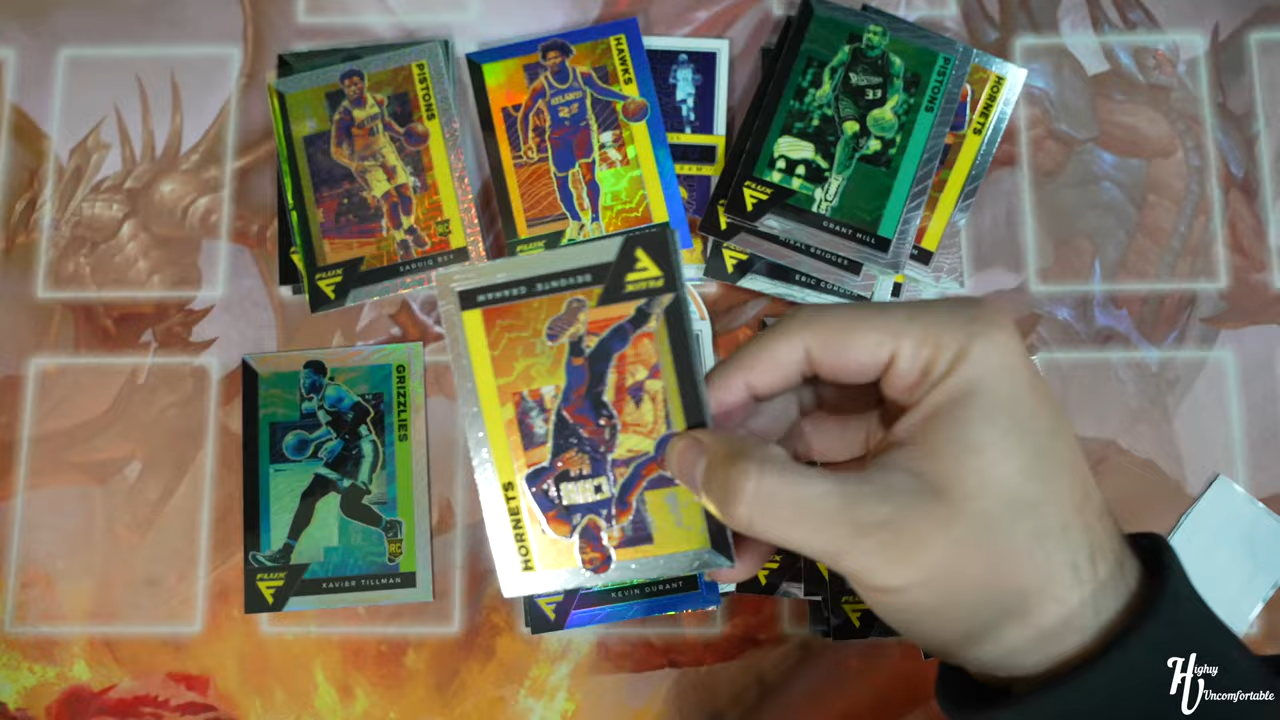 PISTONS
RC
FLUX
SADDIQ BEY
HAWKS
ATLANTA
FLUX
PISTONS
33
FLUX
GRANT HILL
HORNETS
MIKAL BRIDGES
ERIC GORDON
FLUX
DEVONTE' GRAHAM
HORNETS
GRIZZLIES
RC
FLUX
XAVIER TILLMAN
KEVIN DURANT
Highly
Uncomfortable